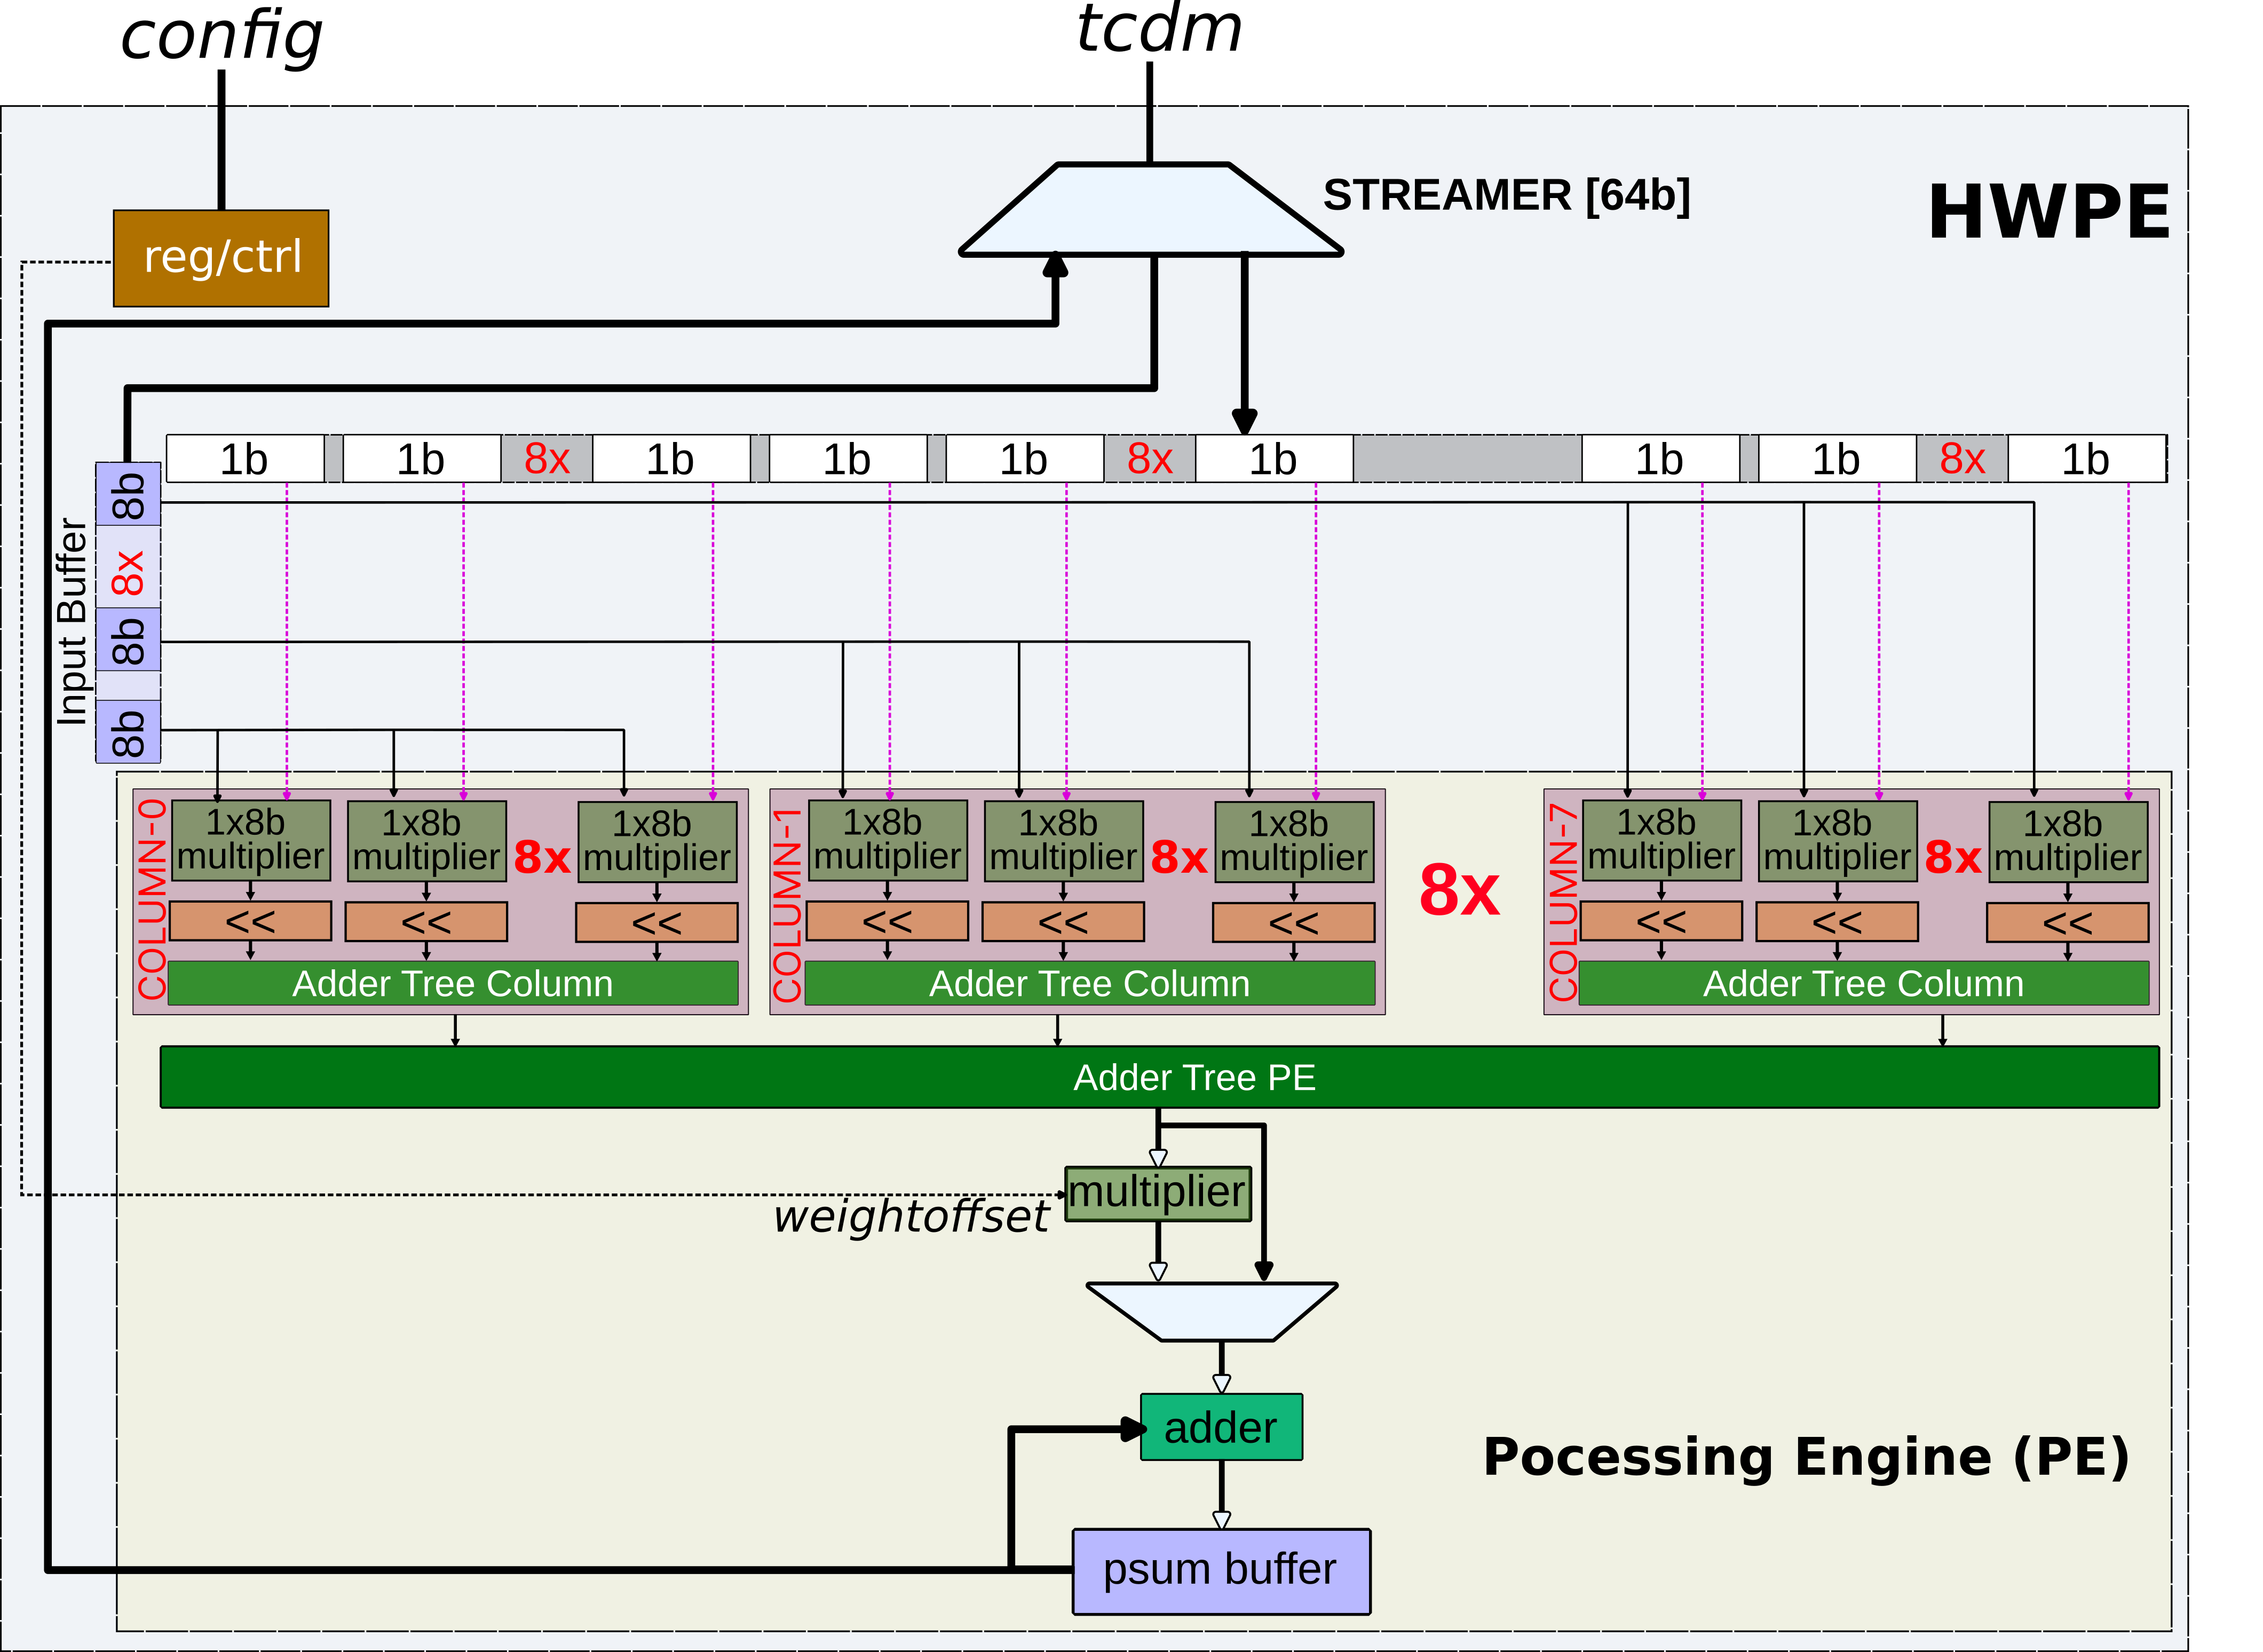 config
tcdm
STREAMER [64b]
HWPE
reg/ctrl
1b
1b
8x
1b
1b
1b
8x
1b
1b
1b
8x
1b
Input Buffer
8b
8x
8b
8b
COLUMN-0
1x8b
multiplier
1x8b
multiplier
8x
1x8b
multiplier
<<
<<
<<
Adder Tree Column
COLUMN-1
1x8b
multiplier
1x8b
multiplier
8x
1x8b
multiplier
<<
<<
<<
Adder Tree Column
8x
COLUMN-7
1x8b
multiplier
1x8b
multiplier
8x
1x8b
multiplier
<<
<<
<<
Adder Tree Column
Adder Tree PE
multiplier
weightoffset
adder
Pocessing Engine (PE)
psum buffer